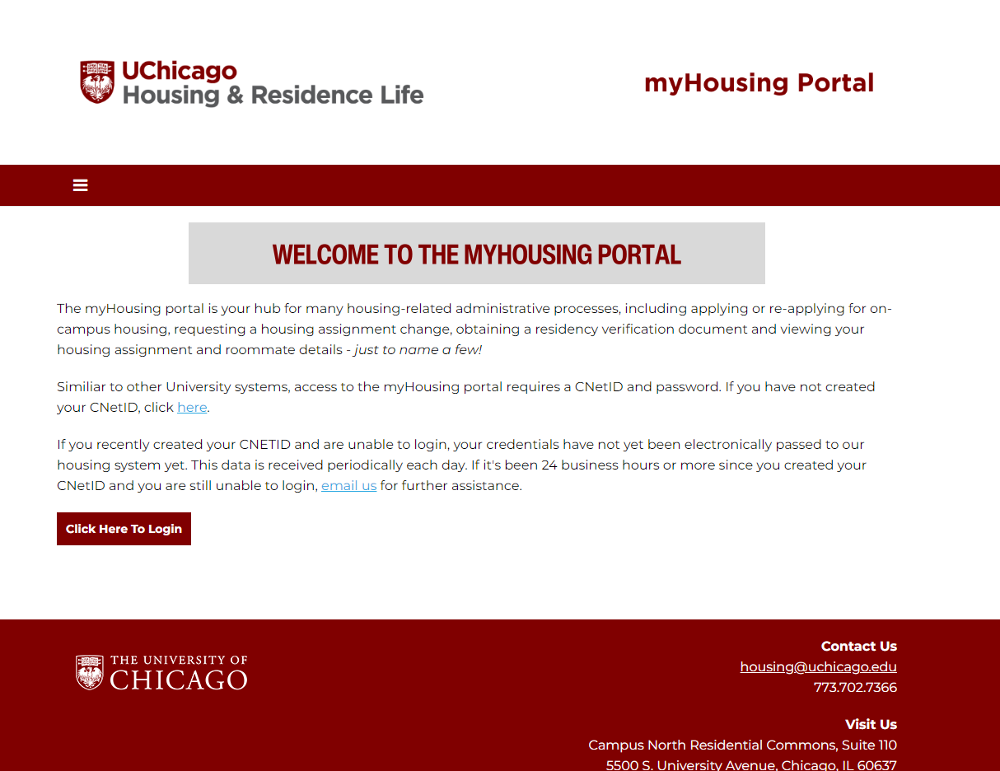 UChicago
Housing & Residence Life
myHousing Portal
WELCOME TO THE MYHOUSING PORTAL
The myHousing portal is your hub for many housing-related administrative processes, including applying or re-applying for on-
campus housing, requesting a housing assignment change, obtaining a residency verification document and viewing your
housing assignment and roommate details - just to name a few!
Similiar to other University systems, access to the myHousing portal requires a CNetID and password. If you have not created
your CNetID, click here.
If you recently created your CNETID and are unable to login, your credentials have not yet been electronically passed to our
housing system yet. This data is received periodically each day. If it's been 24 business hours or more since you created your
CNetID and you are still unable to login, email us for further assistance.
Click Here To Login
THE UNIVERSITY OF
CHICAGO
Contact Us
housing@uchicago.edu
773.702.7366
Visit Us
Campus North Residential Commons, Suite 110
5500 S. University Avenue, Chicago, IL 60637